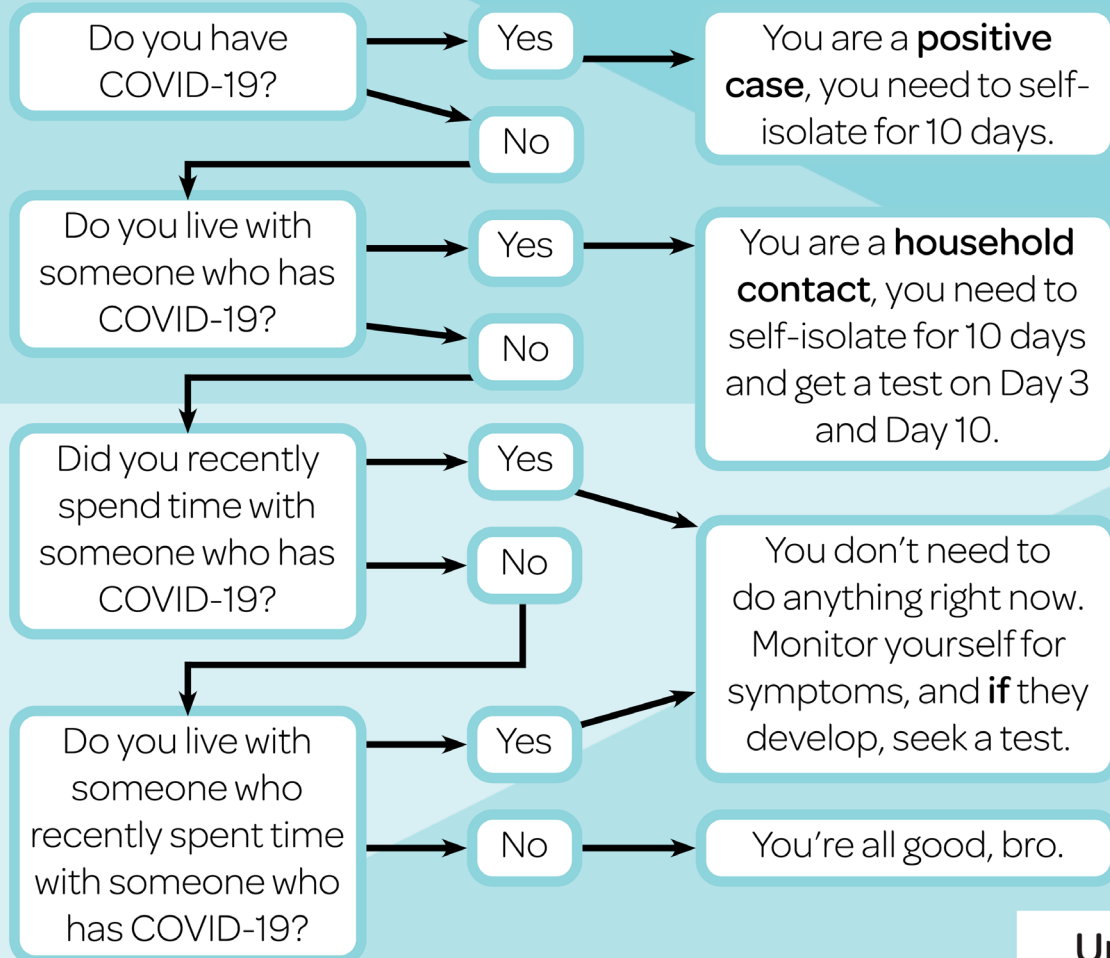 Do you have
COVID-19?
Yes
You are a positive
case, you need to self-
isolate for 10 days.
No
Do you live with
someone who has
COVID-19?
Yes
You are a household
contact, you need to
self-isolate for 10 days
and get a test on Day 3
and Day 10.
No
Did you recently
spend time with
someone who has
COVID-19?
Yes
No
You don’t need to
do anything right now.
Monitor yourself for
symptoms, and if they
develop, seek a test.
Do you live with
someone who
recently spent time
with someone who
has COVID-19?
Yes
No
You’re all good, bro.